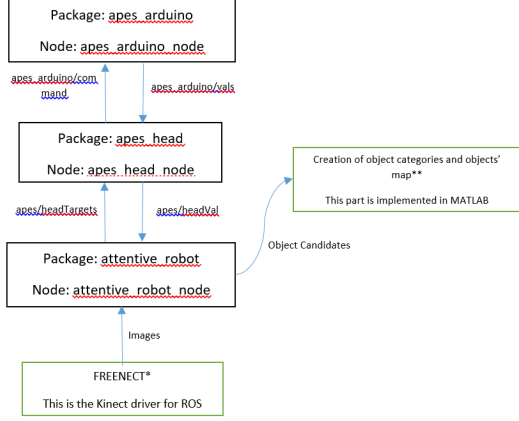 Package: apes_arduino
Node: apes_arduino_node
apes_arduino/com
mand
apes_arduino/vals
Package: apes_head
Node: apes_head_node
Creation of object categories and objects'
map**
This part is implemented in MATLAB
apes/headTargets
apes/headVal
Package: attentive_robot
Node: attentive_robot_node
Object Candidates
Images
FREENECT*
This is the Kinect driver for ROS